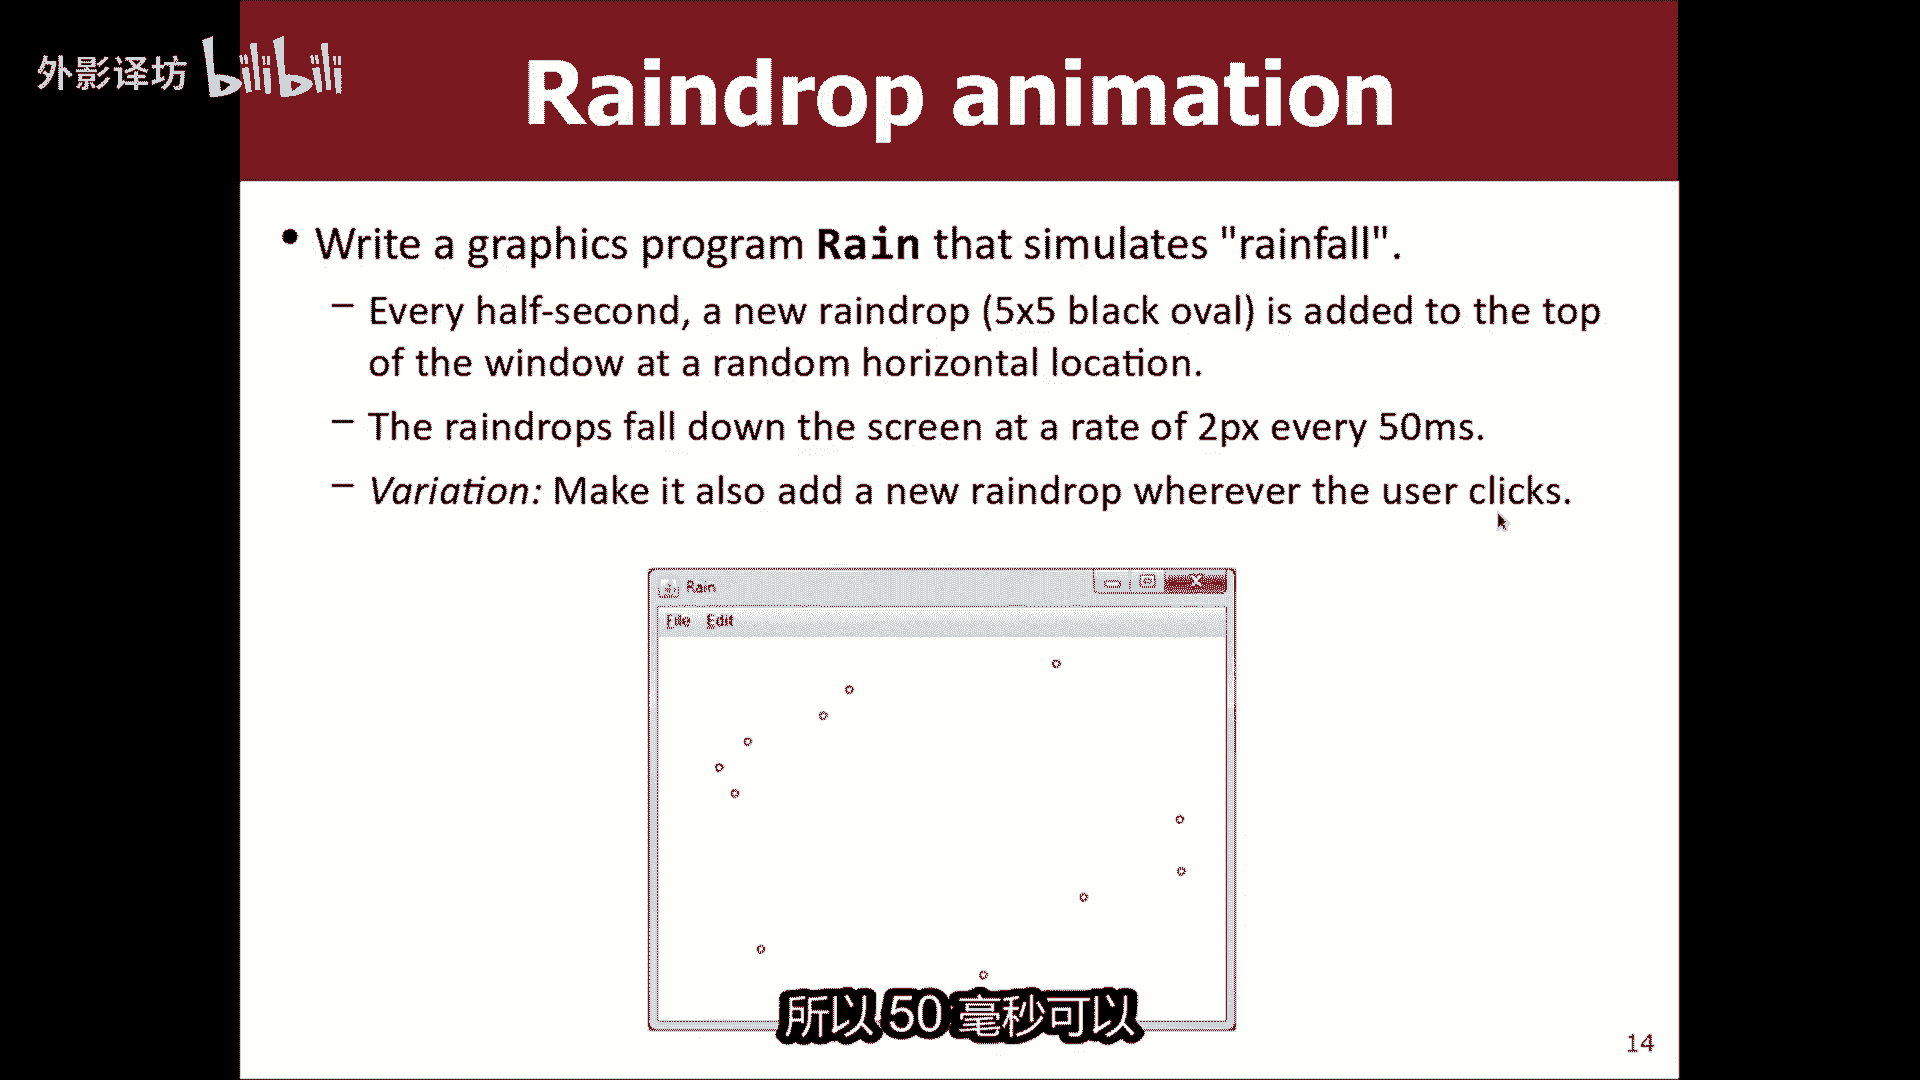 外影译坊 bilibili
Raindrop animation
• Write a graphics program Rain that simulates "rainfall".
– Every half-second, a new raindrop (5x5 black oval) is added to the top
of the window at a random horizontal location.
– The raindrops fall down the screen at a rate of 2px every 50ms.
– Variation: Make it also add a new raindrop wherever the user clicks.
Rain
File Edit
所以 50 毫秒可以
14